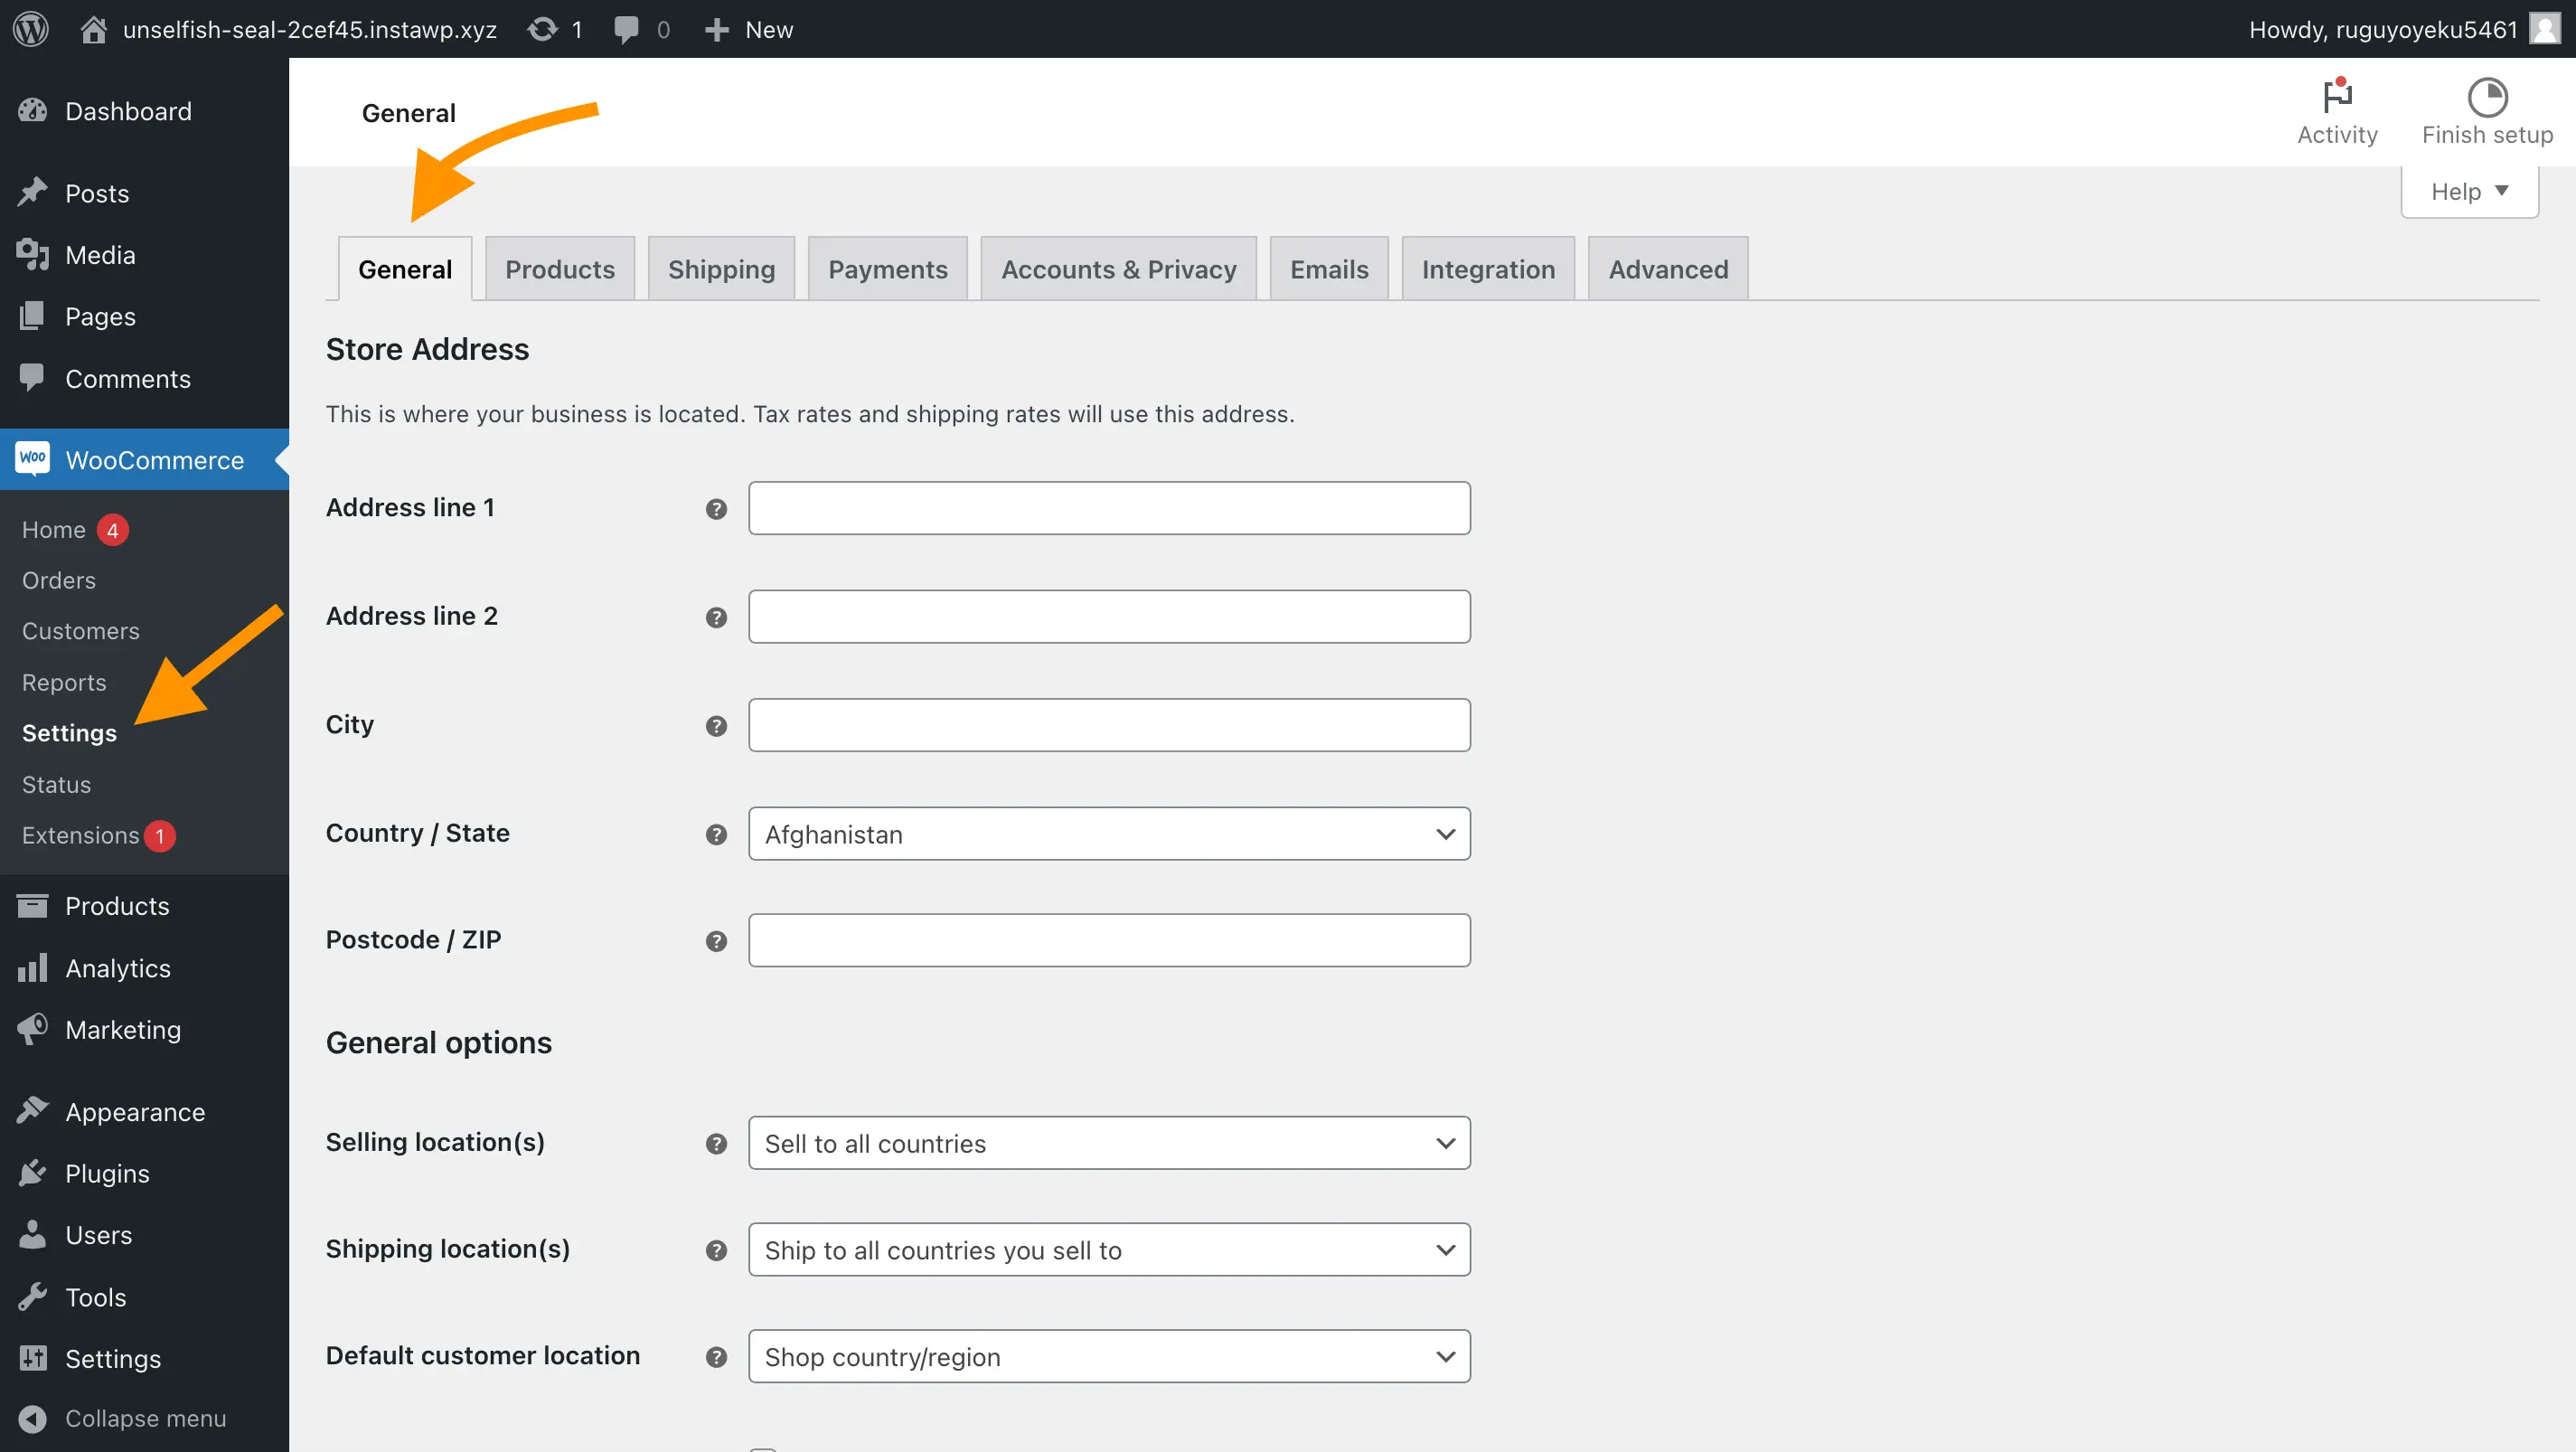 unselfish-seal-2cef45.instawp.xyz 1 0 New Howdy, ruguyoyeku5461
Dashboard
Posts
Media
Pages
Comments
Woo WooCommerce
Home 4
Orders
Customers
Reports
Settings
Status
Extensions 1
Products
Analytics
Marketing
Appearance
Plugins
Users
Tools
Settings
Collapse menu
General
Activity
Finish setup
Help
General Products Shipping Payments Accounts & Privacy Emails Integration Advanced
Store Address
This is where your business is located. Tax rates and shipping rates will use this address.
Address line 1 ?
Address line 2 ?
City ?
Country / State ? Afghanistan
Postcode / ZIP ?
General options
Selling location(s) ? Sell to all countries
Shipping location(s) ? Ship to all countries you sell to
Default customer location ? Shop country/region